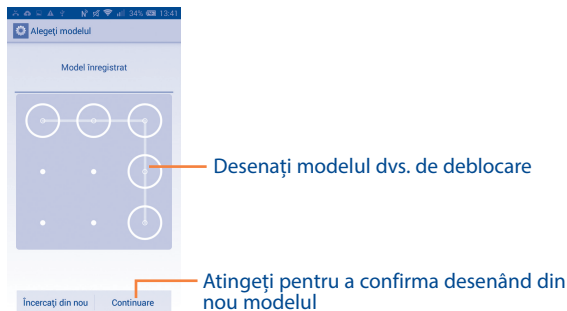 34% 13:41
Alegeți modelul
Model înregistrat
Desenați modelul dvs. de deblocare
Atingeți pentru a confirma desenând din
nou modelul
Încercați din nou Continuare